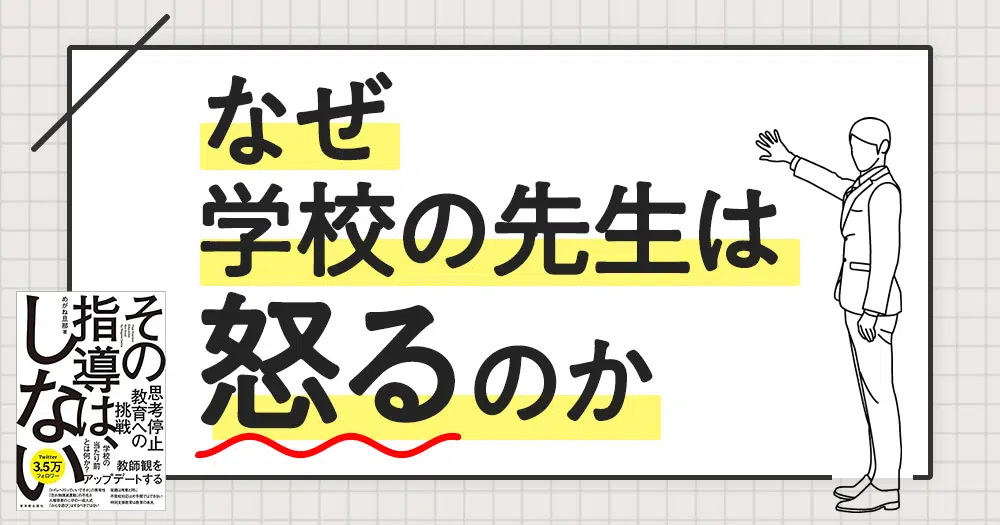 なぜ
学校の先生は
怒るのか
その
指導は、
しない
めがね旦那 著
思考停止
教育への
挑戦
学校の
当たり前
とは何か?
教師観を
アップデートする
Twitter
3.5万
フォロワー